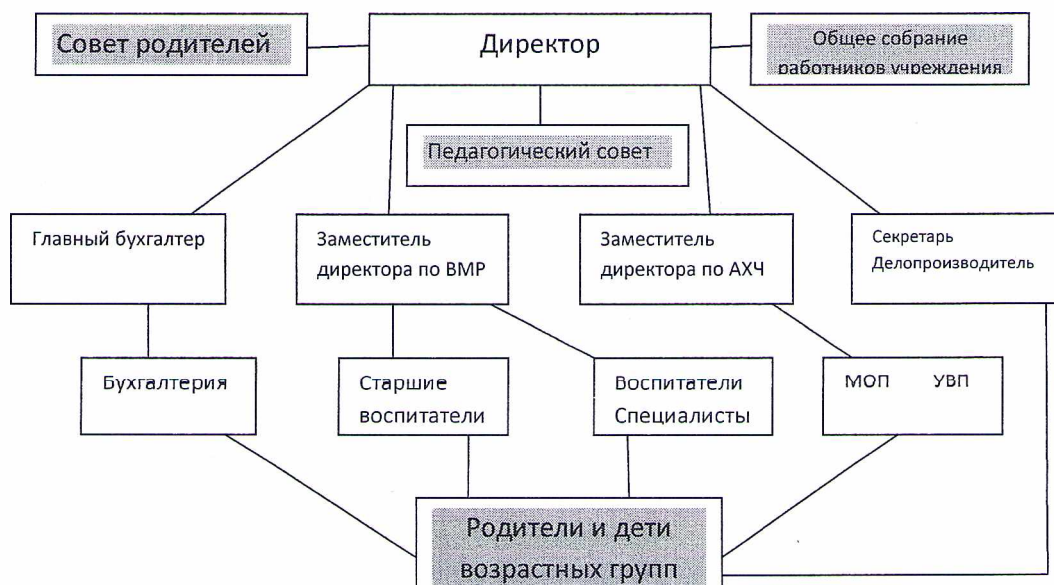 Совет родителей
Директор
Общее собрание
работников учреждения
Педагогический совет
Главный бухгалтер
Заместитель
директора по ВМР
Заместитель
директора по АХЧ
Секретарь
Делопроизводитель
Бухгалтерия
Старшие
воспитатели
Воспитатели
Специалисты
МОП УВП
Родители и дети
возрастных групп